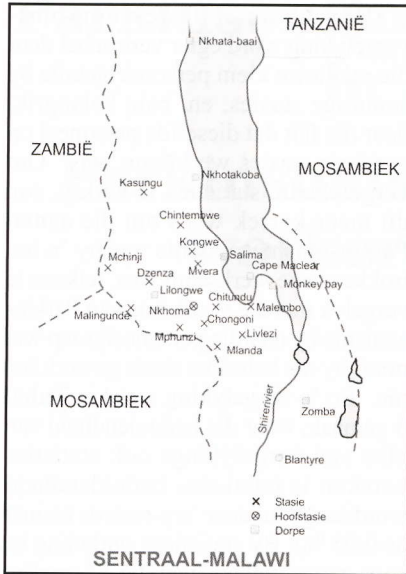 TANZANIË
Nkhata-baai
ZAMBIË
MOSAMBIEK
Nkhotakoba
Kasungu
Chintembwe
Kongwe
Salima
Mchinji
Mvera
Cape Maclear
Dzenza
Monkey bay
Lilongwe
Chitundu
Nkhoma
Malembo
Malingunde
Chongoni
Mphunzi
Livlezi
Mlanda
MOSAMBIEK
Shirerivier
Zomba
Blantyre
Stasie
Hoofstasie
Dorpe
SENTRAAL-MALAWI